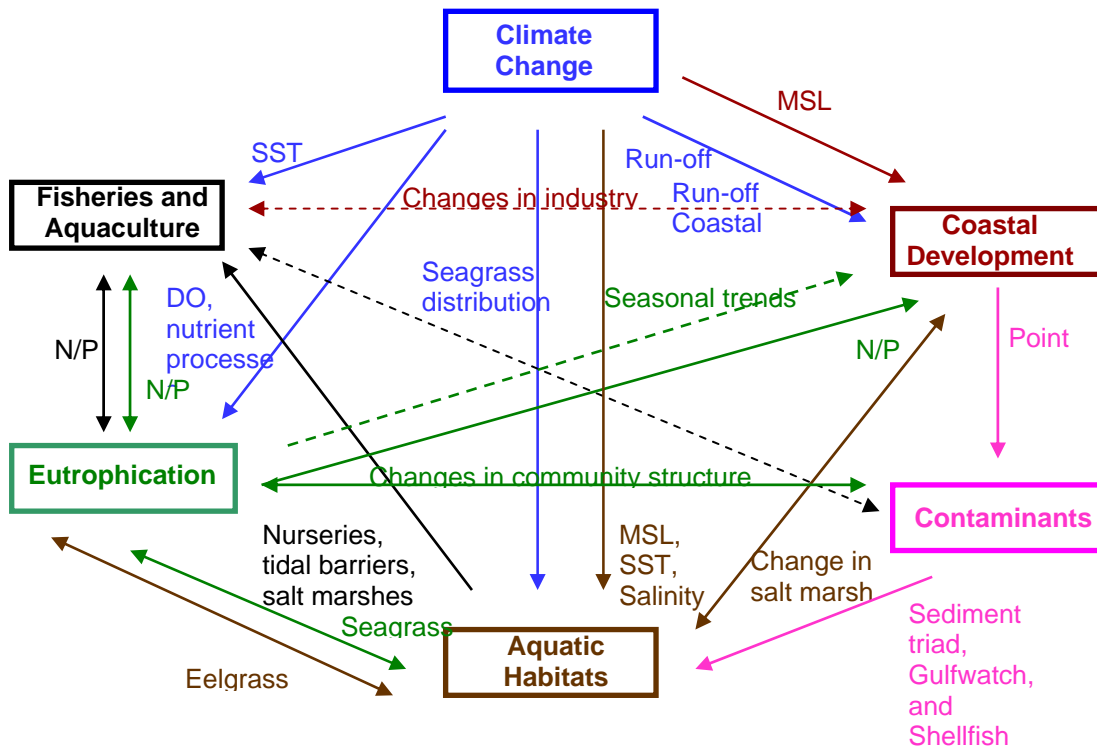 Climate
Change
MSL
SST
Run-off
Fisheries and
Aquaculture
Changes in industry
Run-off
Coastal
Coastal
Development
Seagrass
distribution
DO,
nutrient
processe
Seasonal trends
N/P
N/P
N/P
Point
Eutrophication
Changes in community structure
Contaminants
Nurseries,
tidal barriers,
salt marshes
MSL,
SST,
Salinity
Change in
salt marsh
Seagrass
Eelgrass
Aquatic
Habitats
Sediment
triad,
Gulfwatch,
and
Shellfish